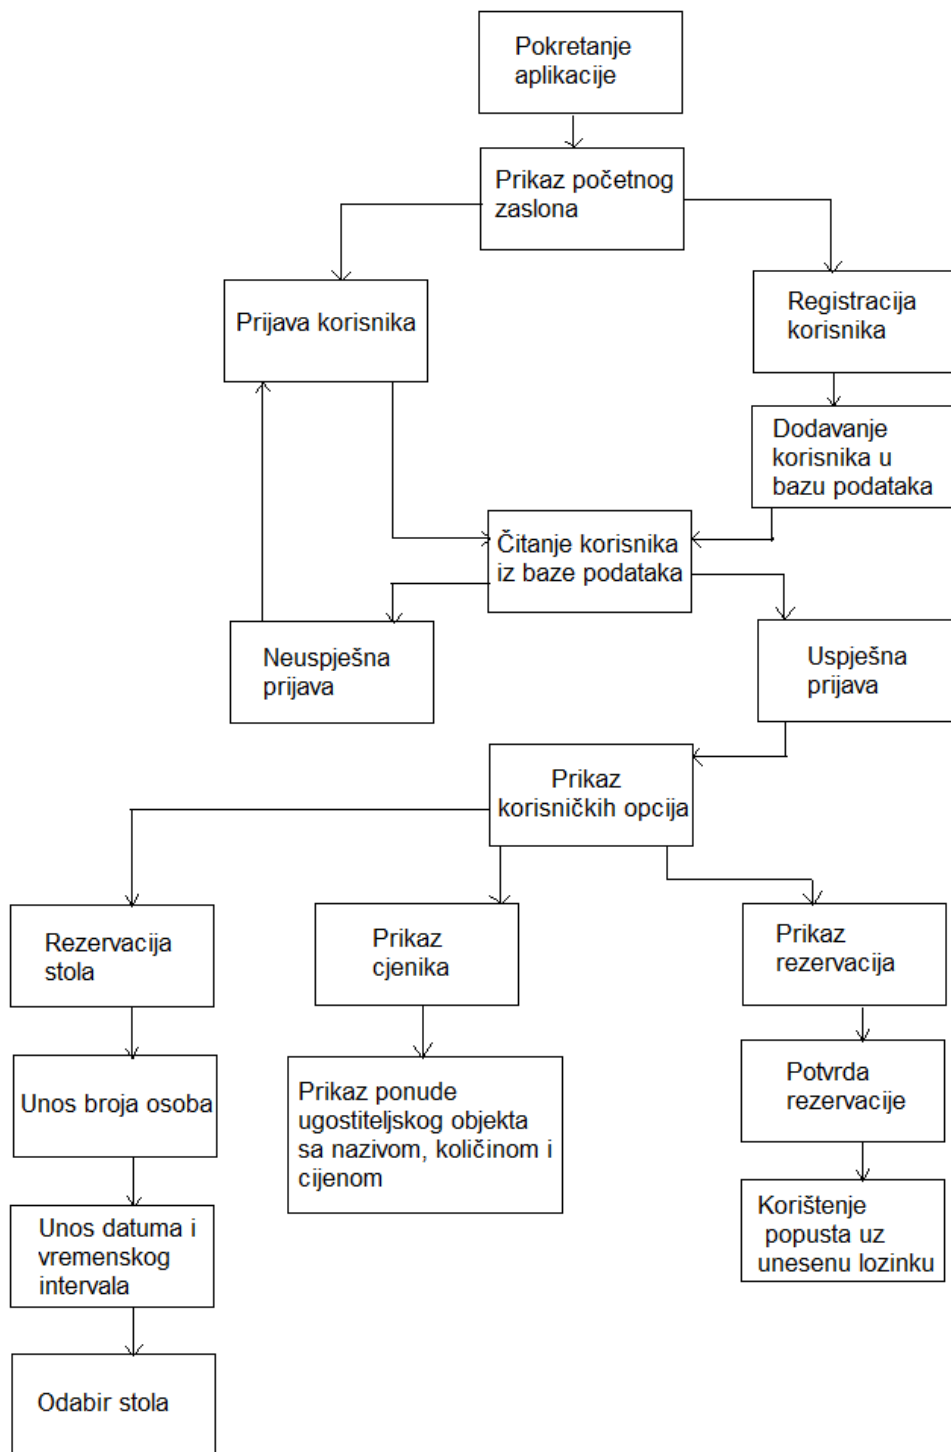 Pokretanje
aplikacije
Prikaz početnog
zaslona
Prijava korisnika
Registracija
korisnika
Dodavanje
korisnika u
bazu podataka
Čitanje korisnika
iz baze podataka
Neuspješna
prijava
Uspješna
prijava
Prikaz
korisničkih opcija
Rezervacija
stola
Prikaz
cjenika
Prikaz
rezervacija
Unos broja osoba
Prikaz ponude
ugostiteljskog objekta
sa nazivom, količinom i
cijenom
Potvrda
rezervacije
Unos datuma i
vremenskog
intervala
Korištenje
popusta uz
unesenu lozinku
Odabir stola